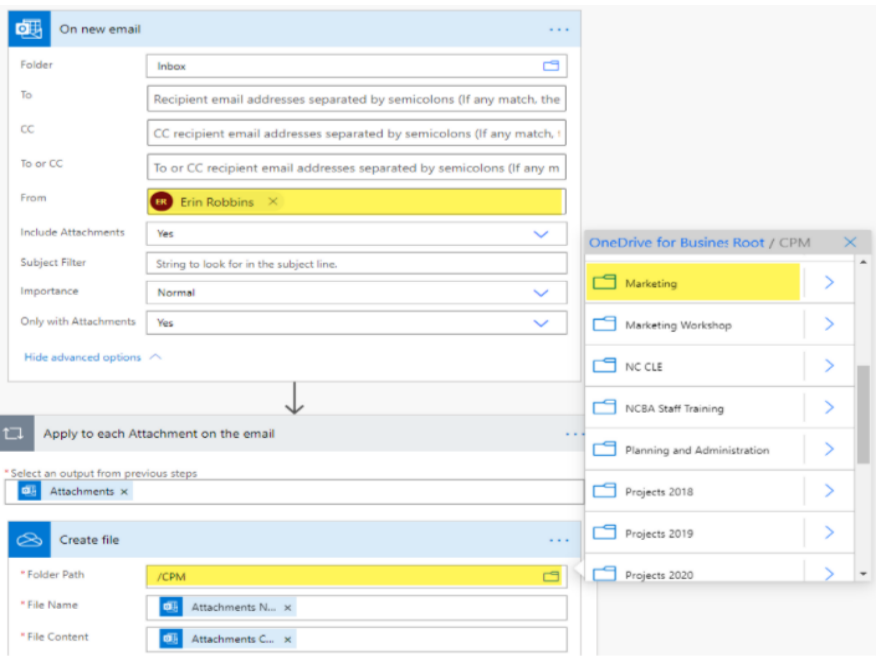 On new email
Folder
Inbox
To
Recipient email addresses separated by semicolons (If any match, the
CC
CC recipient email addresses separated by semicolons (If any match,
To or CC
To or CC recipient email addresses separated by semicolons (If any m
From
ER Erin Robbins ×
Include Attachments
Yes
Subject Filter
String to look for in the subject line.
Importance
Normal
Only with Attachments
Yes
Hide advanced options
Apply to each Attachment on the email
*Select an output from previous steps
Attachments ×
Create file
*Folder Path
/CPM
*File Name
Attachments N... ×
*File Content
Attachments C... ×
OneDrive for Busines Root / CPM
Marketing
Marketing Workshop
NC CLE
NCBA Staff Training
Planning and Administration
Projects 2018
Projects 2019
Projects 2020